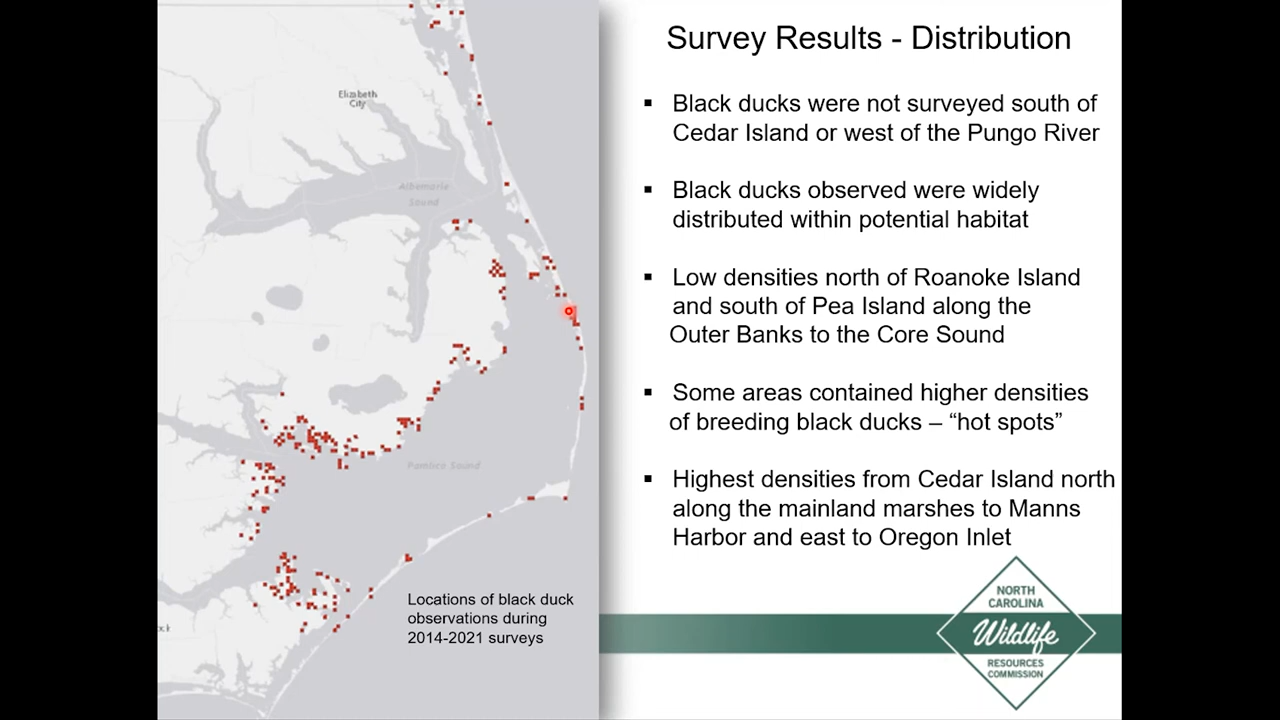 Survey Results - Distribution
Elizabeth
City
Albemarle
Sound
Pamlico Sound
Locations of black duck
observations during
2014-2021 surveys
▪ Black ducks were not surveyed south of
Cedar Island or west of the Pungo River
▪ Black ducks observed were widely
distributed within potential habitat
▪ Low densities north of Roanoke Island
and south of Pea Island along the
Outer Banks to the Core Sound
▪ Some areas contained higher densities
of breeding black ducks – “hot spots”
▪ Highest densities from Cedar Island north
along the mainland marshes to Manns
Harbor and east to Oregon Inlet
NORTH
CAROLINA
Wildlife
RESOURCES
COMMISSION